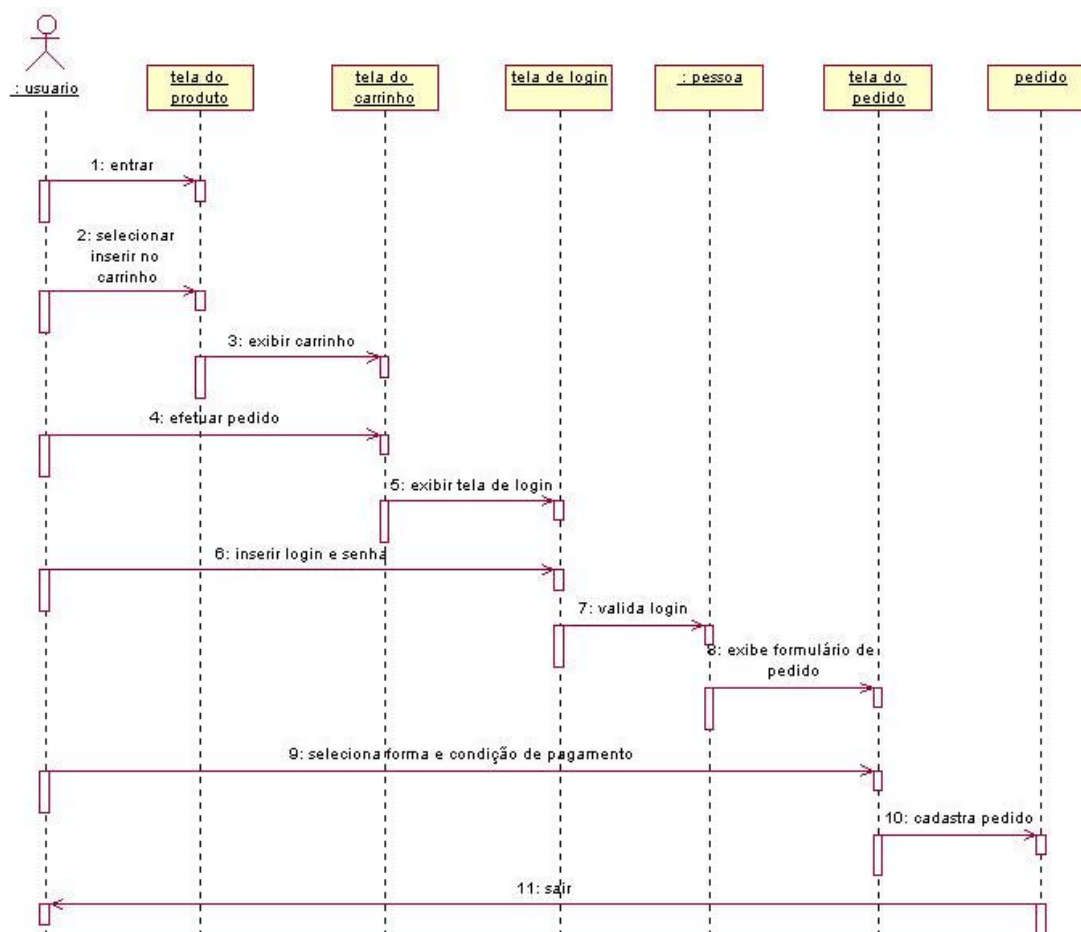 : usuario
tela do
produto
tela do
carrinho
tela de login
: pessoa
tela do
pedido
pedido
1: entrar
2: selecionar
inserir no
carrinho
3: exibir carrinho
4: efetuar pedido
5: exibir tela de login
6: inserir login e senha
7: valida login
8: exibe formulário de
pedido
9: seleciona forma e condição de pagamento
10: cadastra pedido
11: sair